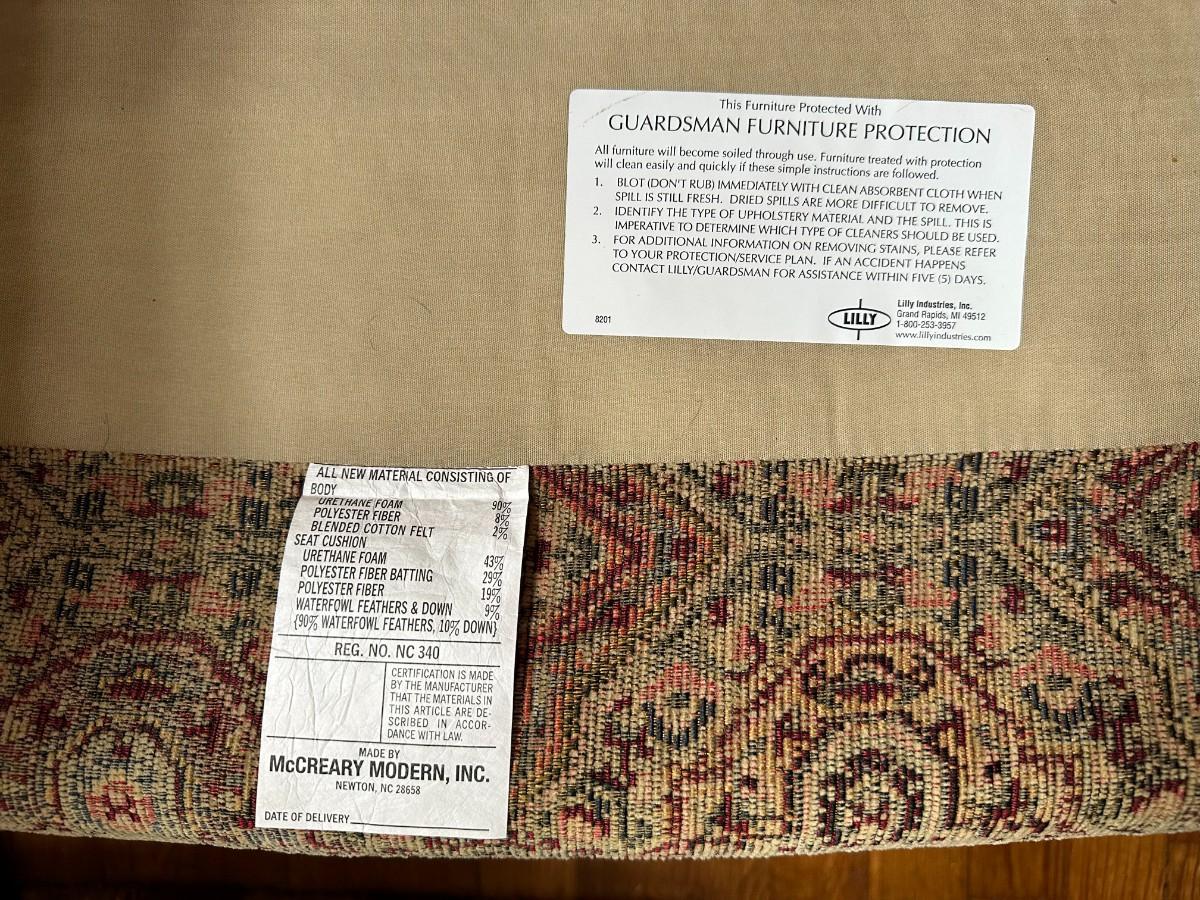 This Furniture Protected With
GUARDSMAN FURNITURE PROTECTION
All furniture will become soiled through use. Furniture treated with protection
will clean easily and quickly if these simple instructions are followed.
1. BLOT (DON'T RUB) IMMEDIATELY WITH CLEAN ABSORBENT CLOTH WHEN
SPILL IS STILL FRESH. DRIED SPILLS ARE MORE DIFFICULT TO REMOVE.
2. IDENTIFY THE TYPE OF UPHOLSTERY MATERIAL AND THE SPILL. THIS IS
IMPERATIVE TO DETERMINE WHICH TYPE OF CLEANERS SHOULD BE USED.
3. FOR ADDITIONAL INFORMATION ON REMOVING STAINS, PLEASE REFER
TO YOUR PROTECTION/SERVICE PLAN. IF AN ACCIDENT HAPPENS
CONTACT LILLY/GUARDSMAN FOR ASSISTANCE WITHIN FIVE (5) DAYS.
8201
LILLY
Lilly Industries, Inc.
Grand Rapids, MI 49512
1-800-253-3957
www.lillyindustries.com
ALL NEW MATERIAL CONSISTING OF
BODY
URETHANE FOAM 90%
POLYESTER FIBER 8%
BLENDED COTTON FELT 2%
SEAT CUSHION
URETHANE FOAM 43%
POLYESTER FIBER BATTING 29%
POLYESTER FIBER 19%
WATERFOWL FEATHERS & DOWN 9%
{90% WATERFOWL FEATHERS, 10% DOWN}
REG. NO. NC 340
CERTIFICATION IS MADE
BY THE MANUFACTURER
THAT THE MATERIALS IN
THIS ARTICLE ARE DE-
SCRIBED IN ACCOR-
DANCE WITH LAW.
MADE BY
McCREARY MODERN, INC.
NEWTON, NC 28658
DATE OF DELIVERY